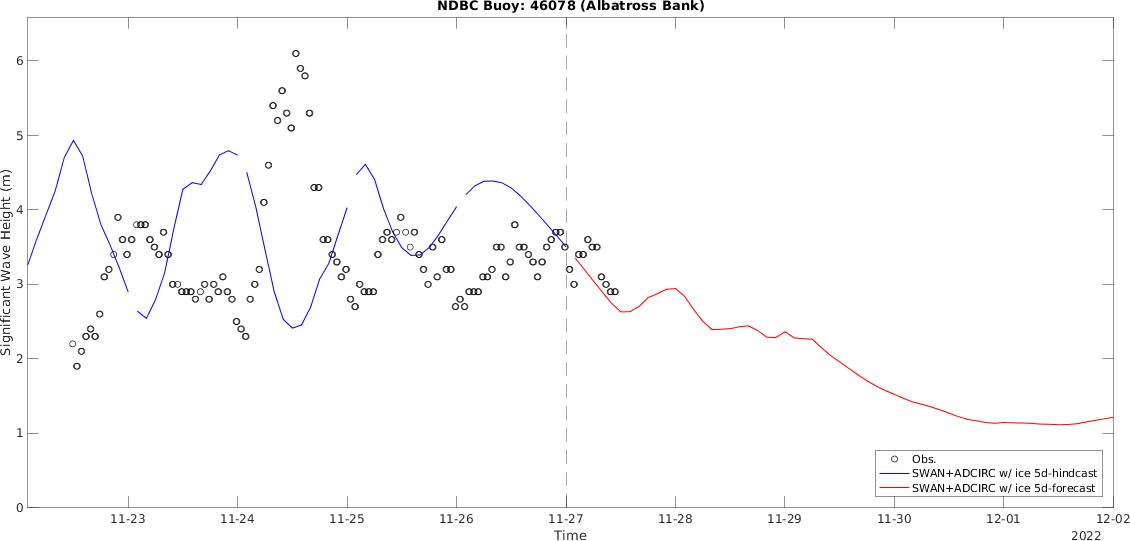 NDBC Buoy: 46078 (Albatross Bank)
Significant Wave Height (m)
6
5
4
3
2
1
0
Obs.
SWAN+ADCIRC w/ ice 5d-hindcast
SWAN+ADCIRC w/ ice 5d-forecast
11-23 11-24 11-25 11-26 11-27 11-28 11-29 11-30 12-01 12-02
Time
2022